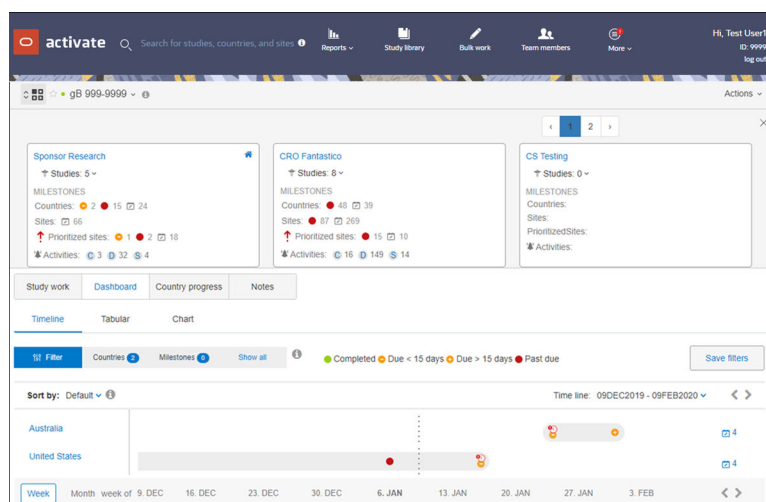 activate Search for studies, countries, and sites Reports Study library Bulk work Team members More Hi, Test User1
ID: 9999
log out
gB 999-9999 Actions
‹ 1 2 ›
Sponsor Research
Studies: 5
MILESTONES
Countries: 2 15 24
Sites: 66
Prioritized sites: 1 2 18
Activities: C 3 D 32 S 4
CRO Fantastico
Studies: 8
MILESTONES
Countries: 48 39
Sites: 87 269
Prioritized sites: 15 10
Activities: C 16 D 149 S 14
CS Testing
Studies: 0
MILESTONES
Countries:
Sites:
PrioritizedSites:
Activities:
Study work Dashboard Country progress Notes
Timeline Tabular Chart
Filter Countries 2 Milestones 6 Show all Completed Due < 15 days Due > 15 days Past due Save filters
Sort by: Default Time line: 09DEC2019 - 09FEB2020
Australia 4
United States 4
Week Month week of 9. DEC 16. DEC 23. DEC 30. DEC 6. JAN 13. JAN 20. JAN 27. JAN 3. FEB